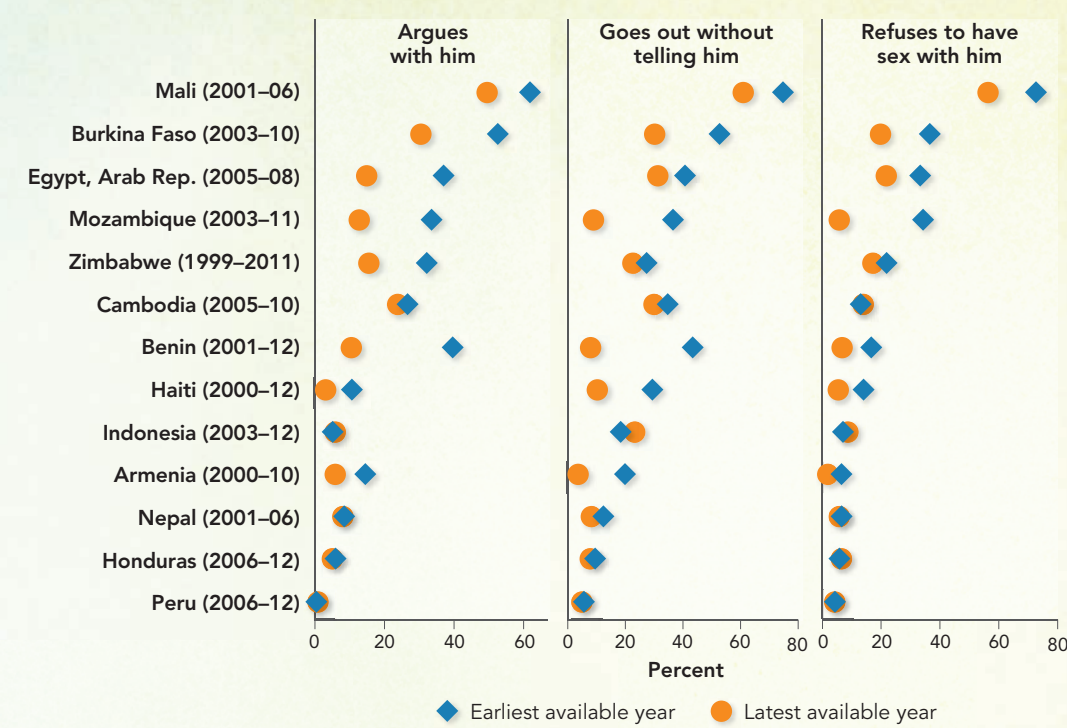 Argues
with him
Goes out without
telling him
Refuses to have
sex with him
Mali (2001–06)
Burkina Faso (2003–10)
Egypt, Arab Rep. (2005–08)
Mozambique (2003–11)
Zimbabwe (1999–2011)
Cambodia (2005–10)
Benin (2001–12)
Haiti (2000–12)
Indonesia (2003–12)
Armenia (2000–10)
Nepal (2001–06)
Honduras (2006–12)
Peru (2006–12)
0 20 40 60 0 20 40 60 80 0 20 40 60 80
Percent
Earliest available year Latest available year